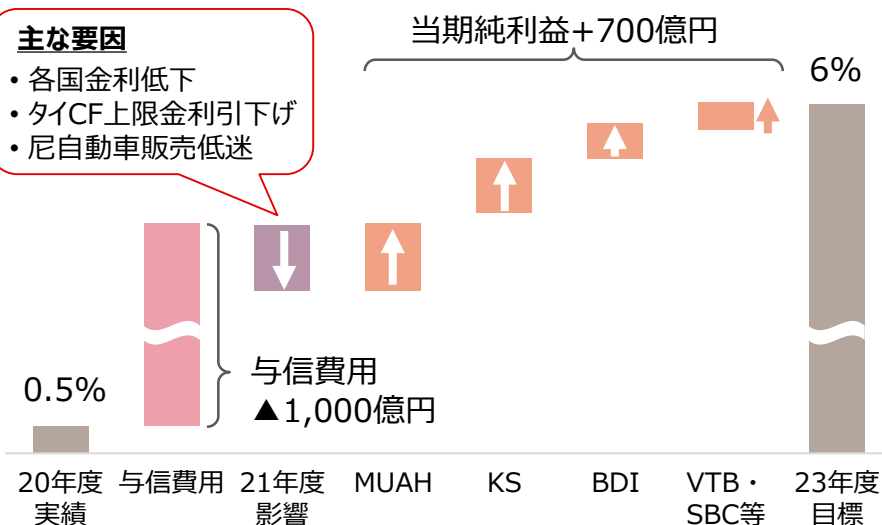 主な要因
• 各国金利低下
• タイCF上限金利引下げ
• 尼自動車販売低迷
当期純利益+700億円
6%
0.5%
与信費用
▲1,000億円
20年度
実績
与信費用
21年度
影響
MUAH
KS
BDI
VTB・
SBC等
23年度
目標